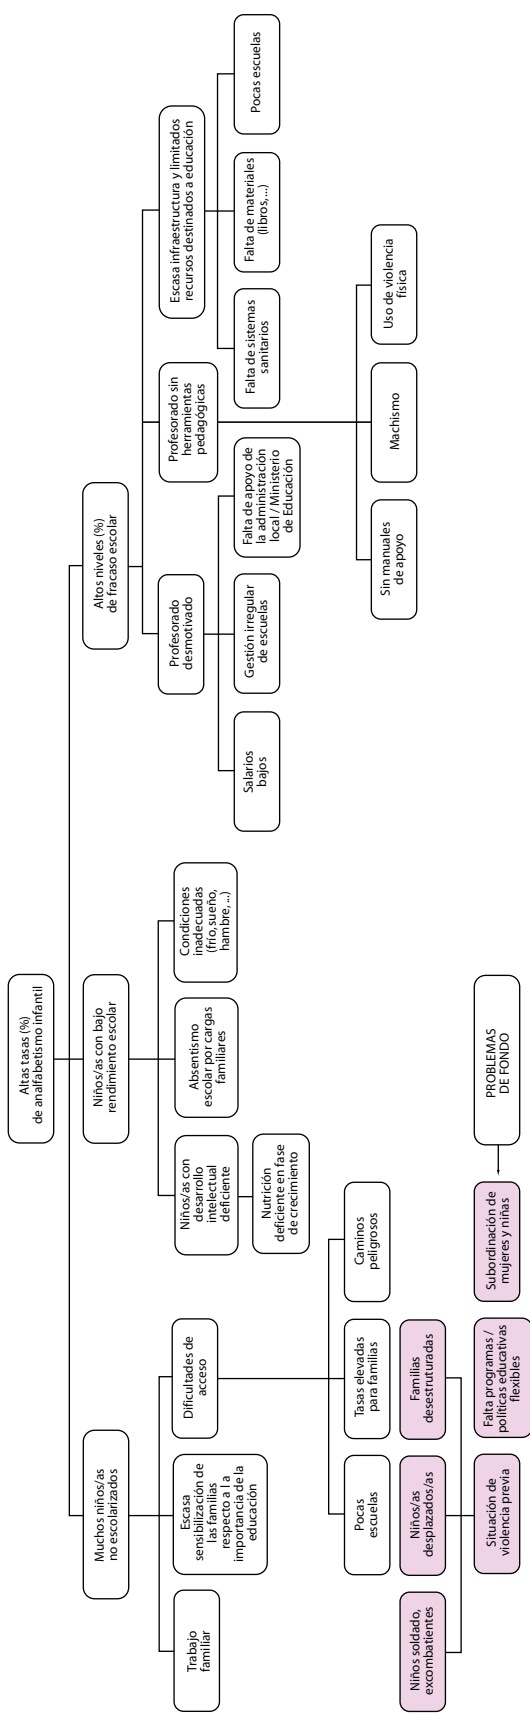 Altas tasas (%)
de analfabetismo infantil
Muchos niños/as
no escolarizados
Niños/as con bajo
rendimiento escolar
Altos niveles (%)
de fracaso escolar
Trabajo
familiar
Escasa
sensibilización de
las familias
respecto a l a
importancia de la
educación
Dificultades de
acceso
Niños/as con
desarrollo
intelectual
deficiente
Absentismo
escolar por cargas
familiares
Condiciones
inadecuadas
(frío, sueño,
hambre, ...)
Profesorado
desmotivado
Profesorado sin
herramientas
pedagógicas
Escasa infraestructura y limitados
recursos destinados a educación
Nutrición
deficiente en fase
de crecimiento
Salarios
bajos
Gestión irregular
de escuelas
Falta de apoyo de
la administración
local / Ministerio
de Educación
Falta de sistemas
sanitarios
Falta de materiales
(libros, ...)
Pocas escuelas
Pocas
escuelas
Tasas elevadas
para familias
Caminos
peligrosos
Sin manuales
de apoyo
Machismo
Uso de violencia
física
Niños soldado,
excombatientes
Niños/as
desplazados/as
Familias
desestruturadas
Situación de
violencia previa
Falta programas /
políticas educativas
flexibles
Subordinación de
mujeres y niñas
PROBLEMAS
DE FONDO